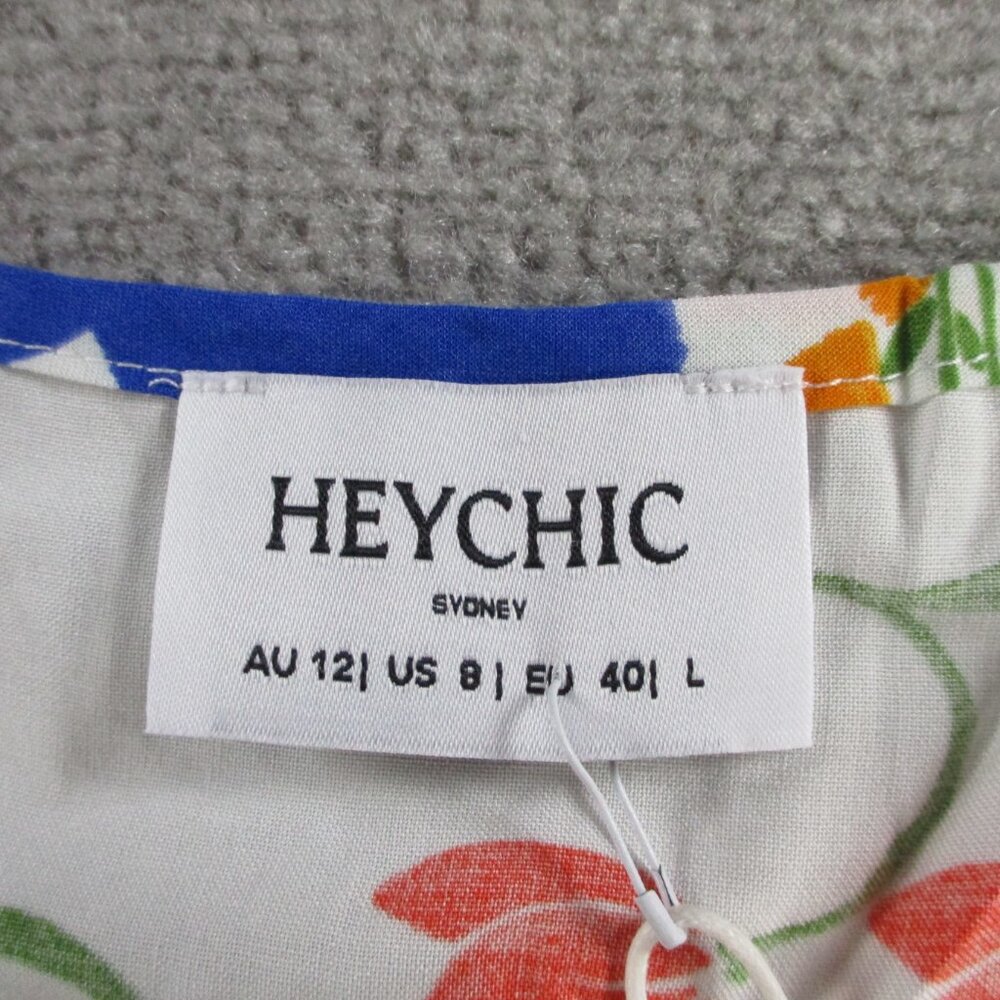 HEYCHIC
SYDNEY
AU 12| US 8 | EU 40| L